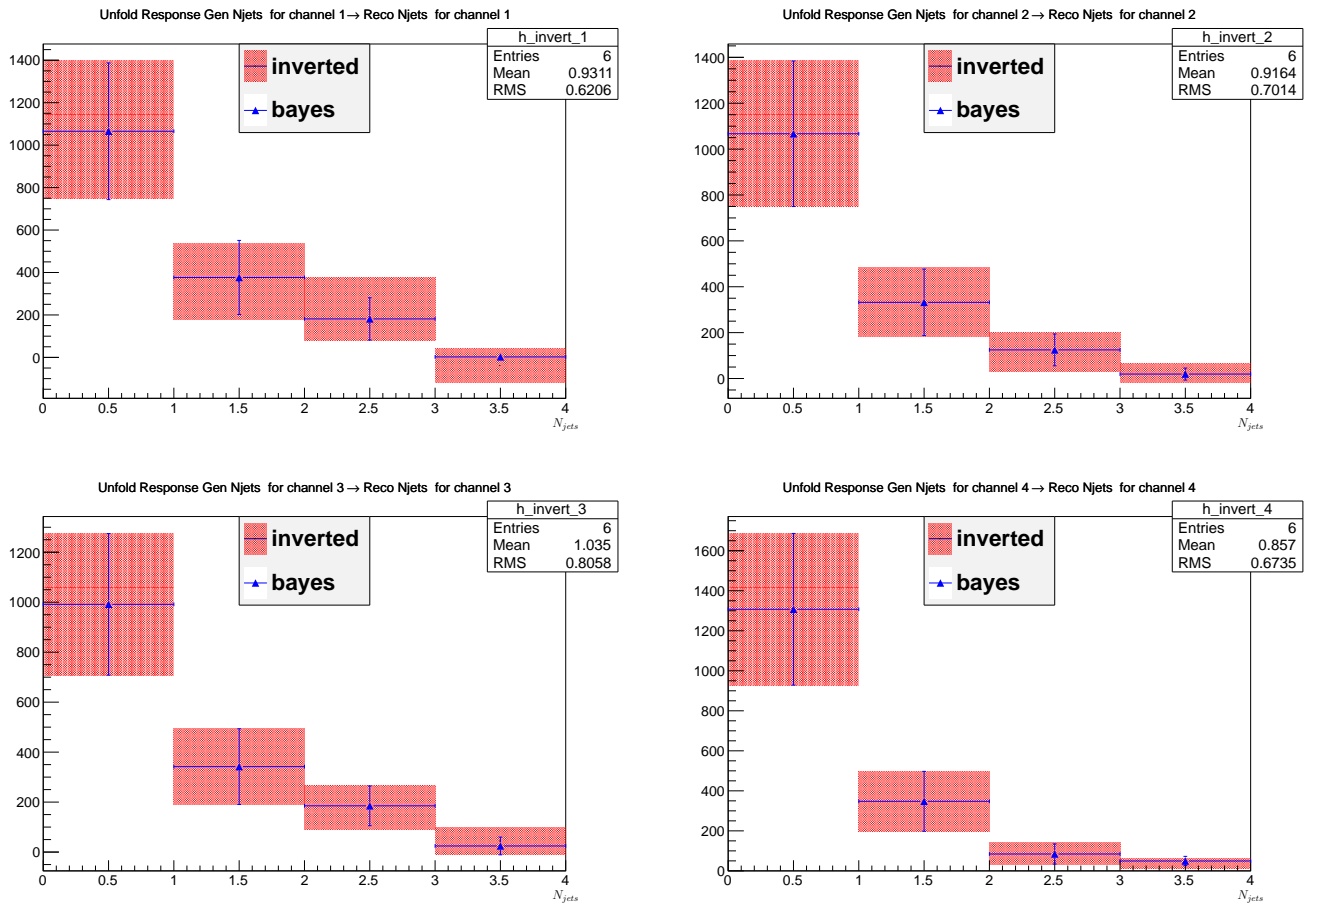 Unfold Response Gen Njets for channel 1→ Reco Njets for channel 1
h_invert_1
Entries 6
Mean 0.9311
RMS 0.6206
inverted
bayes
1400
1200
1000
800
600
400
200
0
0 0.5 1 1.5 2 2.5 3 3.5 4
N_jets
Unfold Response Gen Njets for channel 2→ Reco Njets for channel 2
h_invert_2
Entries 6
Mean 0.9164
RMS 0.7014
inverted
bayes
1400
1200
1000
800
600
400
200
0
0 0.5 1 1.5 2 2.5 3 3.5 4
N_jets
Unfold Response Gen Njets for channel 3→ Reco Njets for channel 3
h_invert_3
Entries 6
Mean 1.035
RMS 0.8058
inverted
bayes
1200
1000
800
600
400
200
0
0 0.5 1 1.5 2 2.5 3 3.5 4
N_jets
Unfold Response Gen Njets for channel 4→ Reco Njets for channel 4
h_invert_4
Entries 6
Mean 0.857
RMS 0.6735
inverted
bayes
1600
1400
1200
1000
800
600
400
200
0
0 0.5 1 1.5 2 2.5 3 3.5 4
N_jets